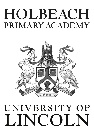 HOLBEACH
PRIMARY ACADEMY
UNIVERSITY OF
LINCOLN